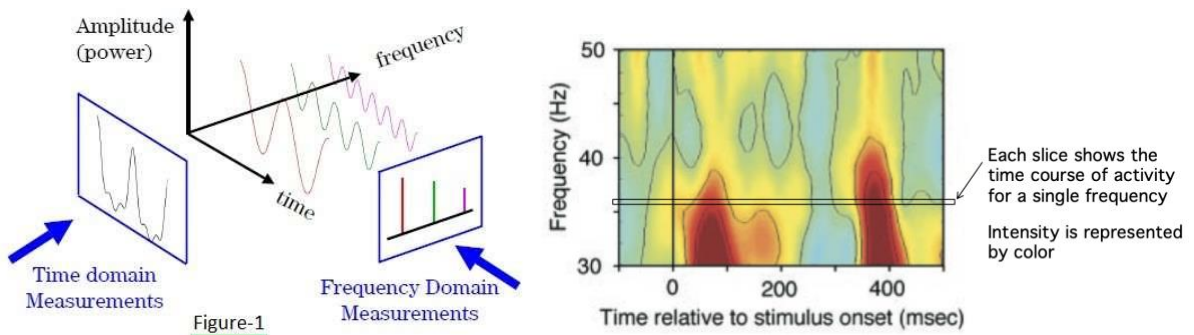 Amplitude
(power)
frequency
time
Time domain
Measurements
Frequency Domain
Measurements
Figure-1
50
40
30
Frequency (Hz)
0
200
400
Time relative to stimulus onset (msec)
Each slice shows the
time course of activity
for a single frequency
Intensity is represented
by color